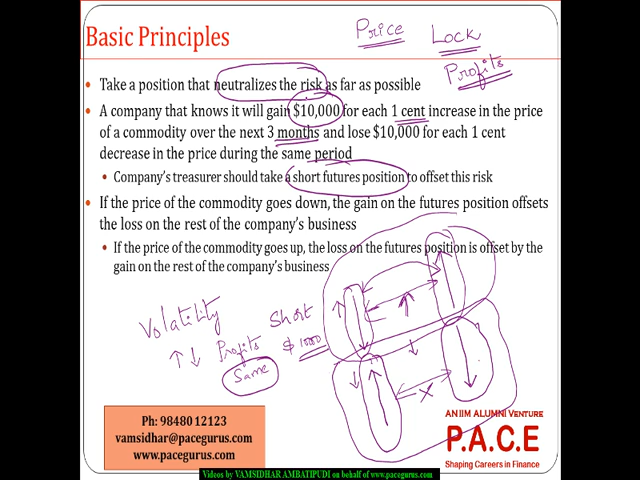 Basic Principles
Price
Lock
Profits
• Take a position that neutralizes the risk as far as possible
• A company that knows it will gain $10,000 for each 1 cent increase in the price
of a commodity over the next 3 months and lose $10,000 for each 1 cent
decrease in the price during the same period
• Company's treasurer should take a short futures position to offset this risk
• If the price of the commodity goes down, the gain on the futures position offsets
the loss on the rest of the company's business
• If the price of the commodity goes up, the loss on the futures position is offset by the
gain on the rest of the company's business
Volatility
Short
↑↓ Profits
Same
Ph: 98480 12123
vamsidhar@pacegurus.com
www.pacegurus.com
AN IIM ALUMNI VENTURE
P.A.C.E
Shaping Careers in Finance
Videos by VAMSIDHAR AMBATIPUDI on behalf of www.pacegurus.com